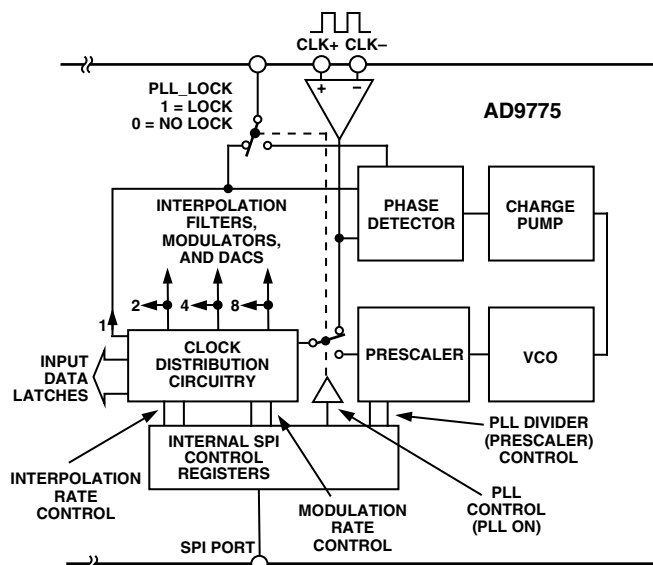 CLK+ CLK–
PLL_LOCK
1 = LOCK
0 = NO LOCK
+ –
AD9775
INTERPOLATION
FILTERS,
MODULATORS,
AND DACS
PHASE
DETECTOR
CHARGE
PUMP
2
4
8
1
CLOCK
DISTRIBUTION
CIRCUITRY
PRESCALER
VCO
INPUT
DATA
LATCHES
INTERNAL SPI
CONTROL
REGISTERS
PLL DIVIDER
(PRESCALER)
CONTROL
INTERPOLATION
RATE
CONTROL
MODULATION
RATE
CONTROL
PLL
CONTROL
(PLL ON)
SPI PORT